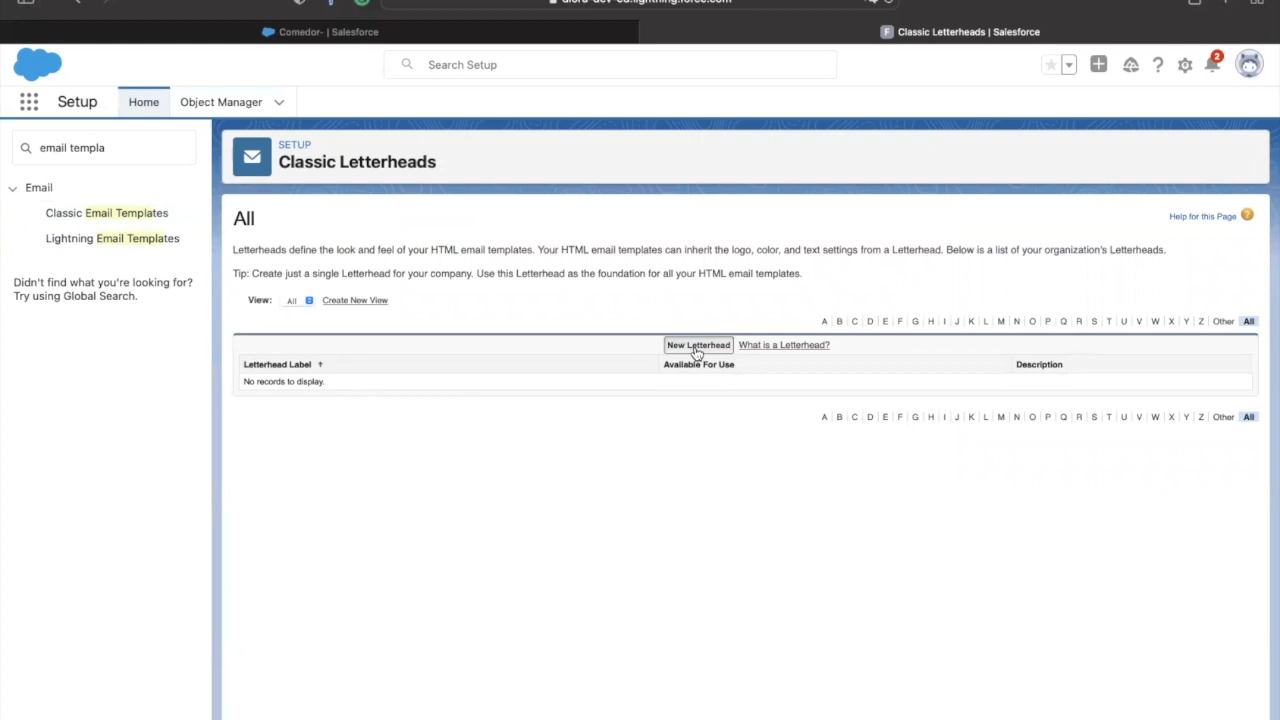 Comedor- | Salesforce
Classic Letterheads | Salesforce
Search Setup
2
Setup
Home
Object Manager
email templa
Email
Classic Email Templates
Lightning Email Templates
Didn't find what you're looking for?
Try using Global Search.
SETUP
Classic Letterheads
All
Help for this Page
Letterheads define the look and feel of your HTML email templates. Your HTML email templates can inherit the logo, color, and text settings from a Letterhead. Below is a list of your organization's Letterheads.
Tip: Create just a single Letterhead for your company. Use this Letterhead as the foundation for all your HTML email templates.
View: All Create New View
A | B | C | D | E | F | G | H | I | J | K | L | M | N | O | P | Q | R | S | T | U | V | W | X | Y | Z | Other | All
New Letterhead What is a Letterhead?
Letterhead Label Available For Use Description
No records to display.
A | B | C | D | E | F | G | H | I | J | K | L | M | N | O | P | Q | R | S | T | U | V | W | X | Y | Z | Other | All